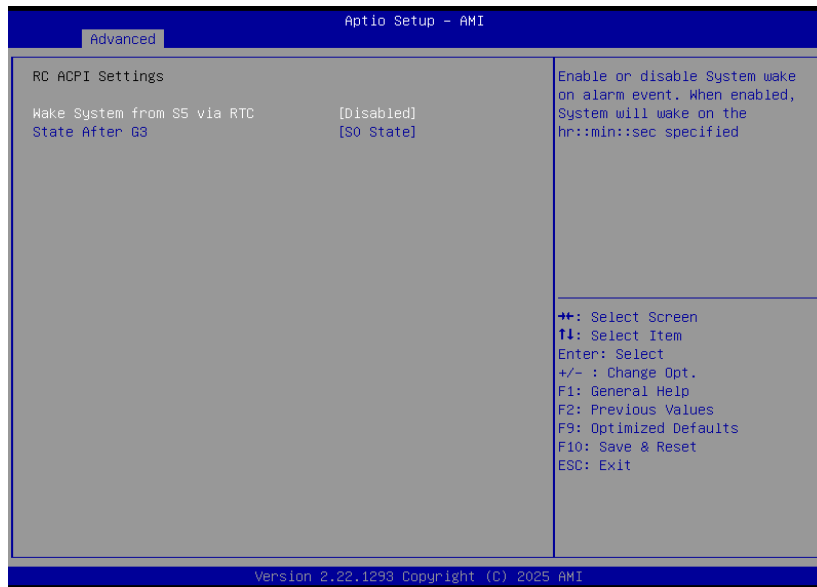 Aptio Setup - AMI
Advanced
RC ACPI Settings
Wake System from S5 via RTC [Disabled]
State After G3 [S0 State]
Enable or disable System wake
on alarm event. When enabled,
System will wake on the
hr::min::sec specified
→←: Select Screen
↑↓: Select Item
Enter: Select
+/- : Change Opt.
F1: General Help
F2: Previous Values
F9: Optimized Defaults
F10: Save & Reset
ESC: Exit
Version 2.22.1293 Copyright (C) 2025 AMI